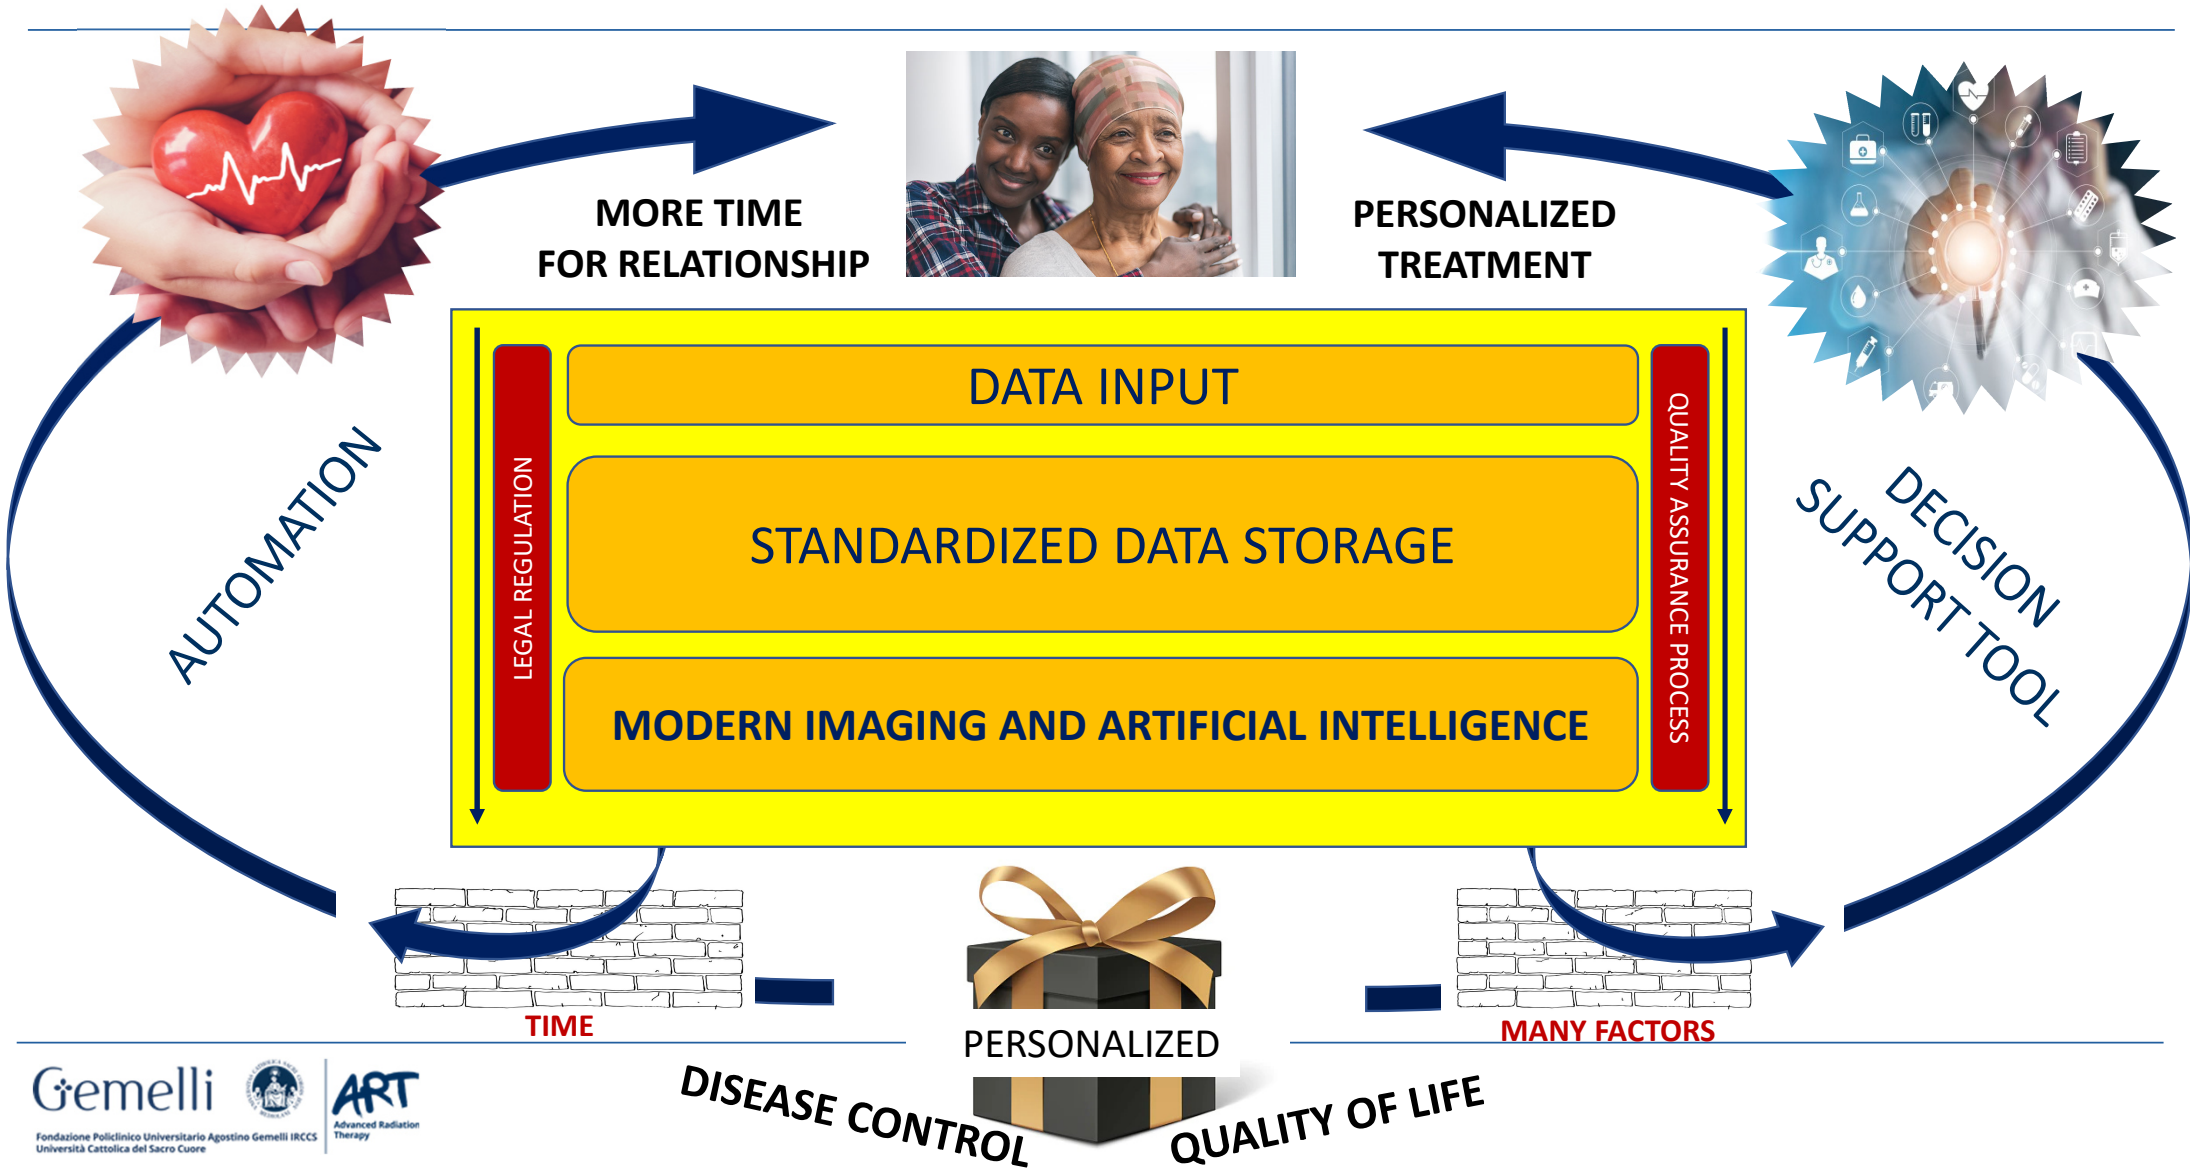 MORE TIME
FOR RELATIONSHIP
PERSONALIZED
TREATMENT
DATA INPUT
STANDARDIZED DATA STORAGE
MODERN IMAGING AND ARTIFICIAL INTELLIGENCE
LEGAL REGULATION
QUALITY ASSURANCE PROCESS
AUTOMATION
DECISION
SUPPORT TOOL
TIME
MANY FACTORS
PERSONALIZED
DISEASE CONTROL
QUALITY OF LIFE
Gemelli
Fondazione Policlinico Universitario Agostino Gemelli IRCCS
Università Cattolica del Sacro Cuore
ART
Advanced Radiation
Therapy